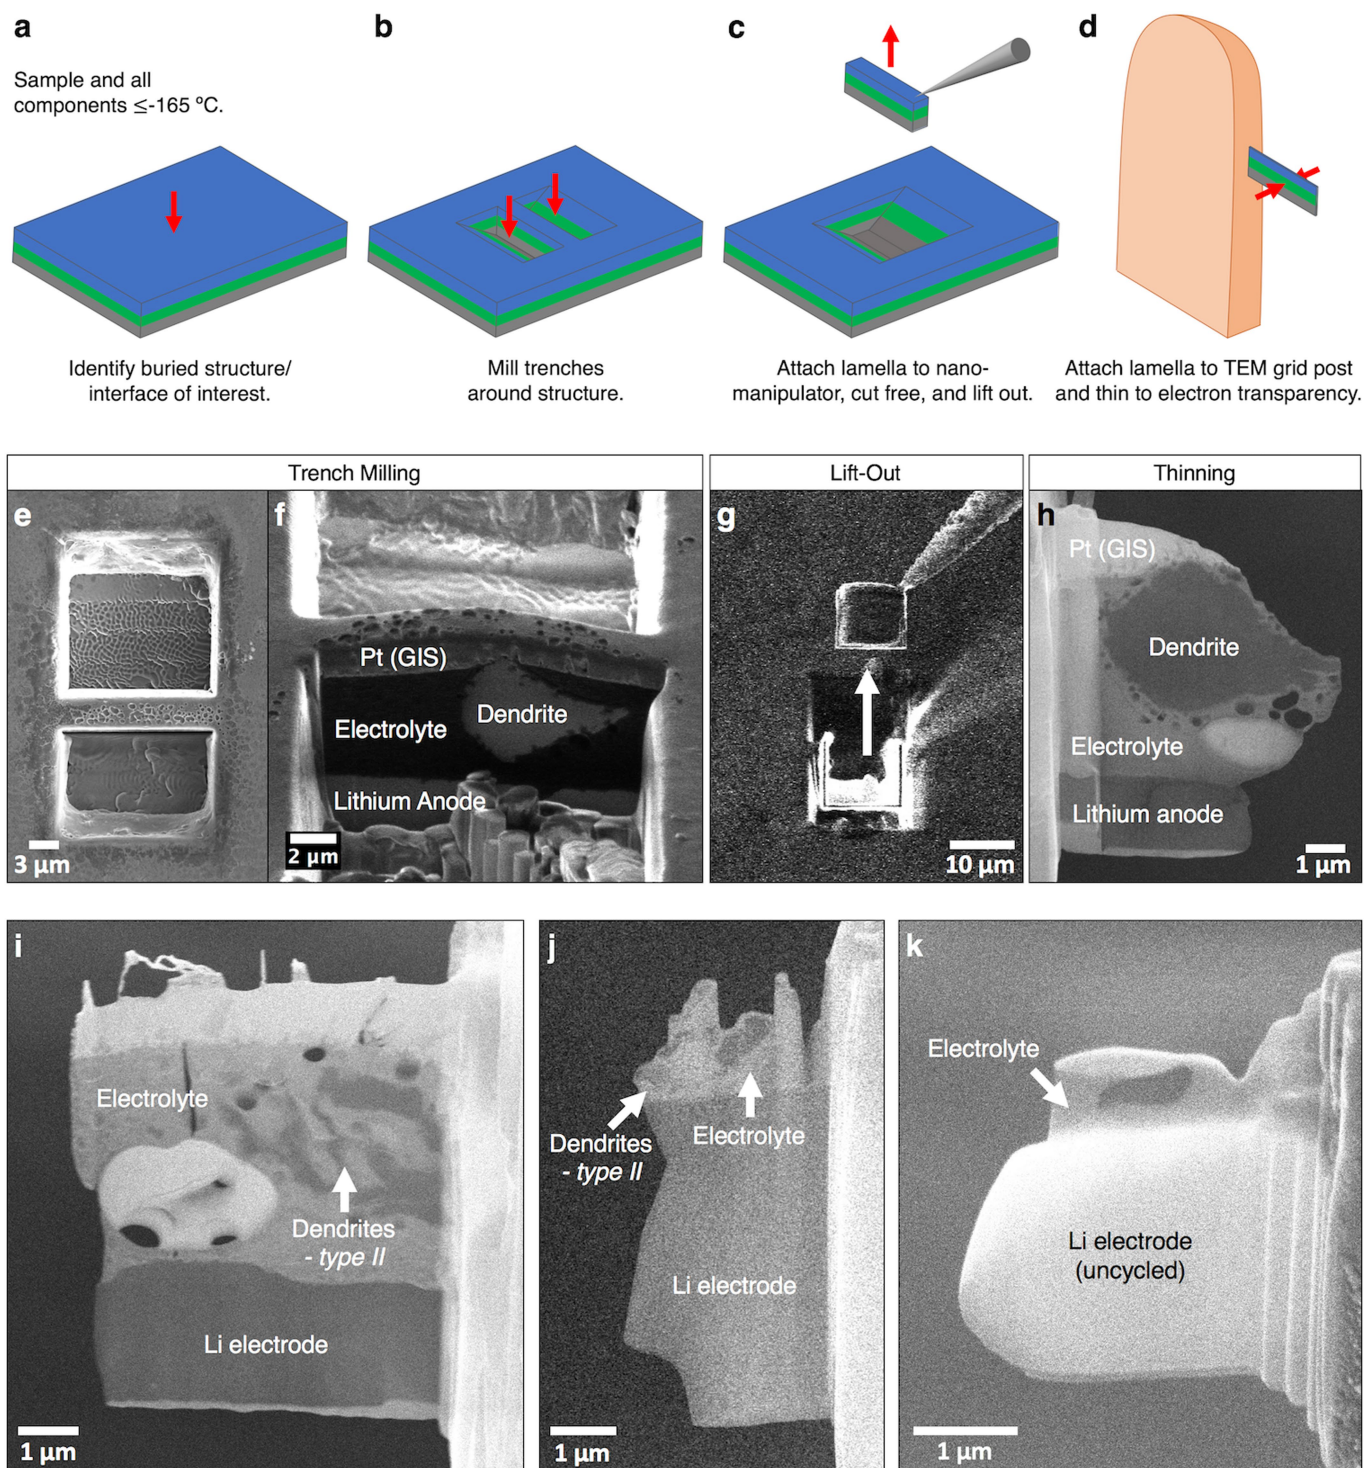 a
Sample and all
components ≤-165 ºC.
Identify buried structure/
interface of interest.
b
Mill trenches
around structure.
c
Attach lamella to nano-
manipulator, cut free, and lift out.
d
Attach lamella to TEM grid post
and thin to electron transparency.
Trench Milling
e
3 μm
f
Pt (GIS)
Dendrite
Electrolyte
Lithium Anode
2 μm
Lift-Out
g
10 μm
Thinning
h
Pt (GIS)
Dendrite
Electrolyte
Lithium anode
1 μm
i
Electrolyte
Dendrites
- type II
Li electrode
1 μm
j
Dendrites
- type II
Electrolyte
Li electrode
1 μm
k
Electrolyte
Li electrode
(uncycled)
1 μm